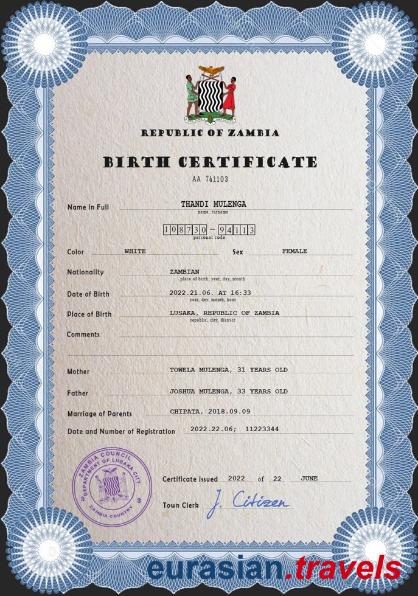 REPUBLIC OF ZAMBIA
BIRTH CERTIFICATE
AA 741103
Name in Full THANDI MULENGA
name, surname
108730-94113
personal code
Color WHITE Sex FEMALE
Nationality ZAMBIAN
place of birth, year, day, month
Date of Birth 2022.21.06. AT 16:33
year, day, month, hour
Place of Birth LUSAKA, REPUBLIC OF ZAMBIA
republic, city, district
Comments
Mother TOWELA MULENGA, 31 YEARS OLD
Father JOSHUA MULENGA, 33 YEARS OLD
Marriage of Parents CHIPATA, 2018.09.09
Date and Number of Registration 2022.22.06; 11223344
Certificate issued 2022 of 22 JUNE
Town Clerk J. Citizen
ZAMBIA COUNCIL
DEPARTMENT OF LUSAKA CITY
ZAMBIA COUNTRY
eurasian.travels